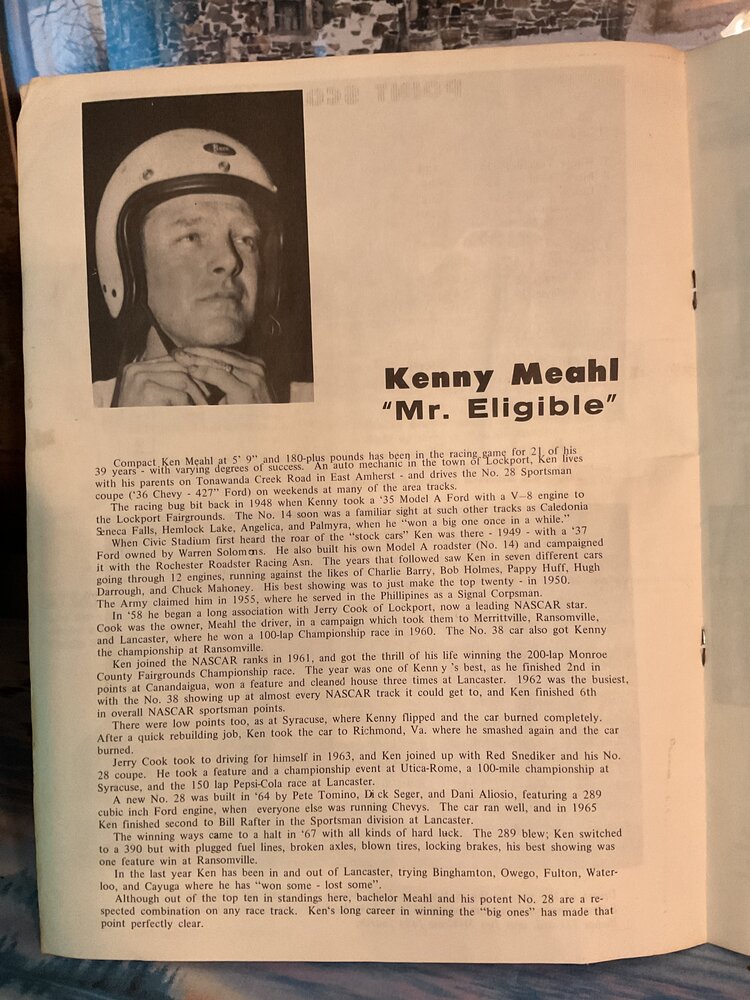 Kenny Meahl
"Mr. Eligible"
Compact Ken Meahl at 5' 9" and 180-plus pounds has been in the racing game for 21 of his
39 years - with varying degrees of success. An auto mechanic in the town of Lockport, Ken lives
with his parents on Tonawanda Creek Road in East Amherst - and drives the No. 28 Sportsman
coupe ('36 Chevy - 427" Ford) on weekends at many of the area tracks.
The racing bug bit back in 1948 when Kenny took a '35 Model A Ford with a V-8 engine to
the Lockport Fairgrounds. The No. 14 soon was a familiar sight at such other tracks as Caledonia
Seneca Falls, Hemlock Lake, Angelica, and Palmyra, when he "won a big one once in a while."
When Civic Stadium first heard the roar of the "stock cars" Ken was there - 1949 - with a '37
Ford owned by Warren Solomons. He also built his own Model A roadster (No. 14) and campaigned
it with the Rochester Roadster Racing Asn. The years that followed saw Ken in seven different cars
going through 12 engines, running against the likes of Charlie Barry, Bob Holmes, Pappy Huff, Hugh
Darrough, and Chuck Mahoney. His best showing was to just make the top twenty - in 1950.
The Army claimed him in 1955, where he served in the Phillipines as a Signal Corpsman.
In '58 he began a long association with Jerry Cook of Lockport, now a leading NASCAR star.
Cook was the owner, Meahl the driver, in a campaign which took them to Merrittville, Ransomville,
and Lancaster, where he won a 100-lap Championship race in 1960. The No. 38 car also got Kenny
the championship at Ransomville.
Ken joined the NASCAR ranks in 1961, and got the thrill of his life winning the 200-lap Monroe
County Fairgrounds Championship race. The year was one of Kenny's best, as he finished 2nd in
points at Canandaigua, won a feature and cleaned house three times at Lancaster. 1962 was the busiest,
with the No. 38 showing up at almost every NASCAR track it could get to, and Ken finished 6th
in overall NASCAR sportsman points.
There were low points too, as at Syracuse, where Kenny flipped and the car burned completely.
After a quick rebuilding job, Ken took the car to Richmond, Va. where he smashed again and the car
burned.
Jerry Cook took to driving for himself in 1963, and Ken joined up with Red Snediker and his No.
28 coupe. He took a feature and a championship event at Utica-Rome, a 100-mile championship at
Syracuse, and the 150 lap Pepsi-Cola race at Lancaster.
A new No. 28 was built in '64 by Pete Tomino, Dick Seger, and Dani Aliosio, featuring a 289
cubic inch Ford engine, when everyone else was running Chevys. The car ran well, and in 1965
Ken finished second to Bill Rafter in the Sportsman division at Lancaster.
The winning ways came to a halt in '67 with all kinds of hard luck. The 289 blew; Ken switched
to a 390 but with plugged fuel lines, broken axles, blown tires, locking brakes, his best showing was
one feature win at Ransomville.
In the last year Ken has been in and out of Lancaster, trying Binghamton, Owego, Fulton, Water-
loo, and Cayuga where he has "won some - lost some".
Although out of the top ten in standings here, bachelor Meahl and his potent No. 28 are a re-
spected combination on any race track. Ken's long career in winning the "big ones" has made that
point perfectly clear.